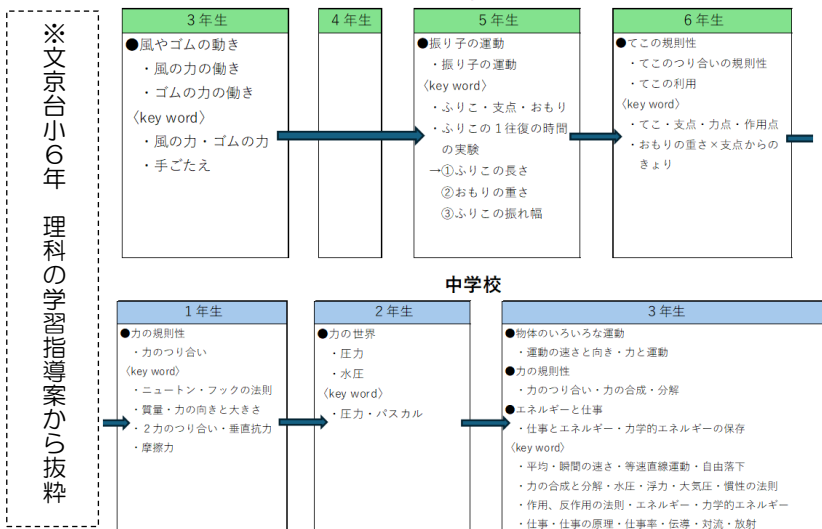 ※文京台小６年　理科の学習指導案から抜粋
３年生
●風やゴムの動き
・風の力の働き
・ゴムの力の働き
〈key word〉
・風の力・ゴムの力
・手ごたえ
４年生
５年生
●振り子の運動
・振り子の運動
〈key word〉
・ふりこ・支点・おもり
・ふりこの１往復の時間
の実験
→①ふりこの長さ
②おもりの重さ
③ふりこの振れ幅
６年生
●てこの規則性
・てこのつり合いの規則性
・てこの利用
〈key word〉
・てこ・支点・力点・作用点
・おもりの重さ×支点からの
きょり
中学校
１年生
●力の規則性
・力のつり合い
〈key word〉
・ニュートン・フックの法則
・質量・力の向きと大きさ
・２力のつり合い・垂直抗力
・摩擦力
２年生
●力の世界
・圧力
・水圧
〈key word〉
・圧力・パスカル
３年生
●物体のいろいろな運動
・運動の速さと向き・力と運動
●力の規則性
・力のつり合い・力の合成・分解
●エネルギーと仕事
・仕事とエネルギー・力学的エネルギーの保存
〈key word〉
・平均・瞬間の速さ・等速直線運動・自由落下
・力の合成と分解・水圧・浮力・大気圧・慣性の法則
・作用、反作用の法則・エネルギー・力学的エネルギー
・仕事・仕事の原理・仕事率・伝導・対流・放射